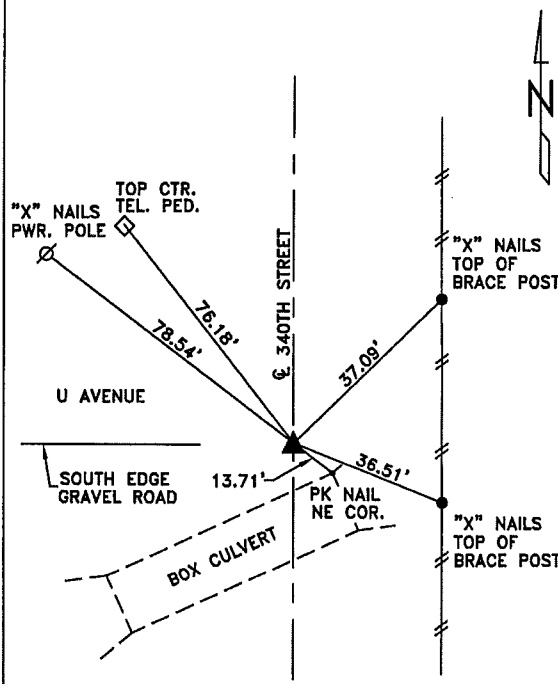 N
TOP CTR.
TEL. PED.
"X" NAILS
PWR. POLE
"X" NAILS
TOP OF
BRACE POST
℄ 340TH STREET
76.18'
78.54'
37.09'
U AVENUE
36.51'
13.71'
SOUTH EDGE
GRAVEL ROAD
PK NAIL
NE COR.
"X" NAILS
TOP OF
BRACE POST
BOX CULVERT